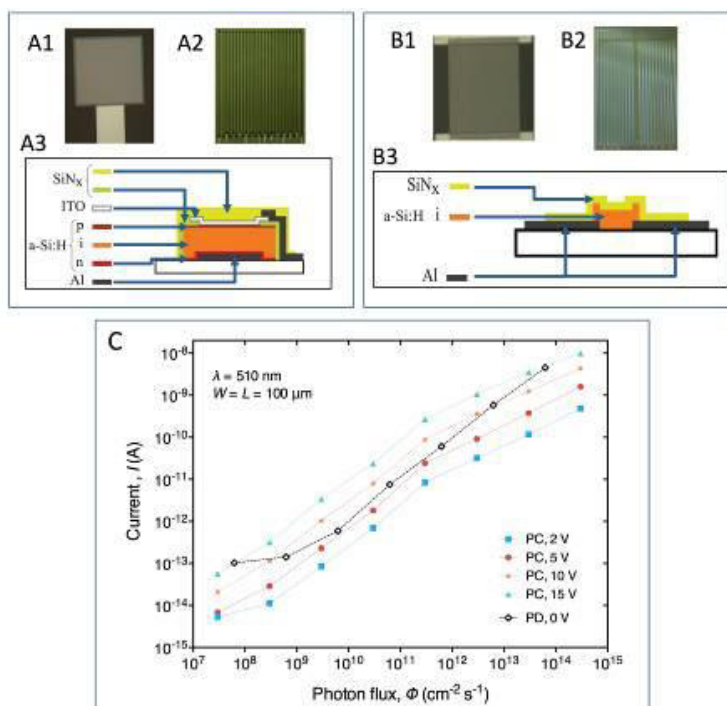 A1
A2
A3
SiNX
ITO
p
a-Si:H
i
n
Al
B1
B2
B3
SiNX
a-Si:H i
Al
C
10-8
10-9
10-10
10-11
10-12
10-13
10-14
10-15
Current, I (A)
λ = 510 nm
W = L = 100 μm
PC, 2 V
PC, 5 V
PC, 10 V
PC, 15 V
PD, 0 V
107
108
109
1010
1011
1012
1013
1014
1015
Photon flux, Φ (cm-2 s-1)